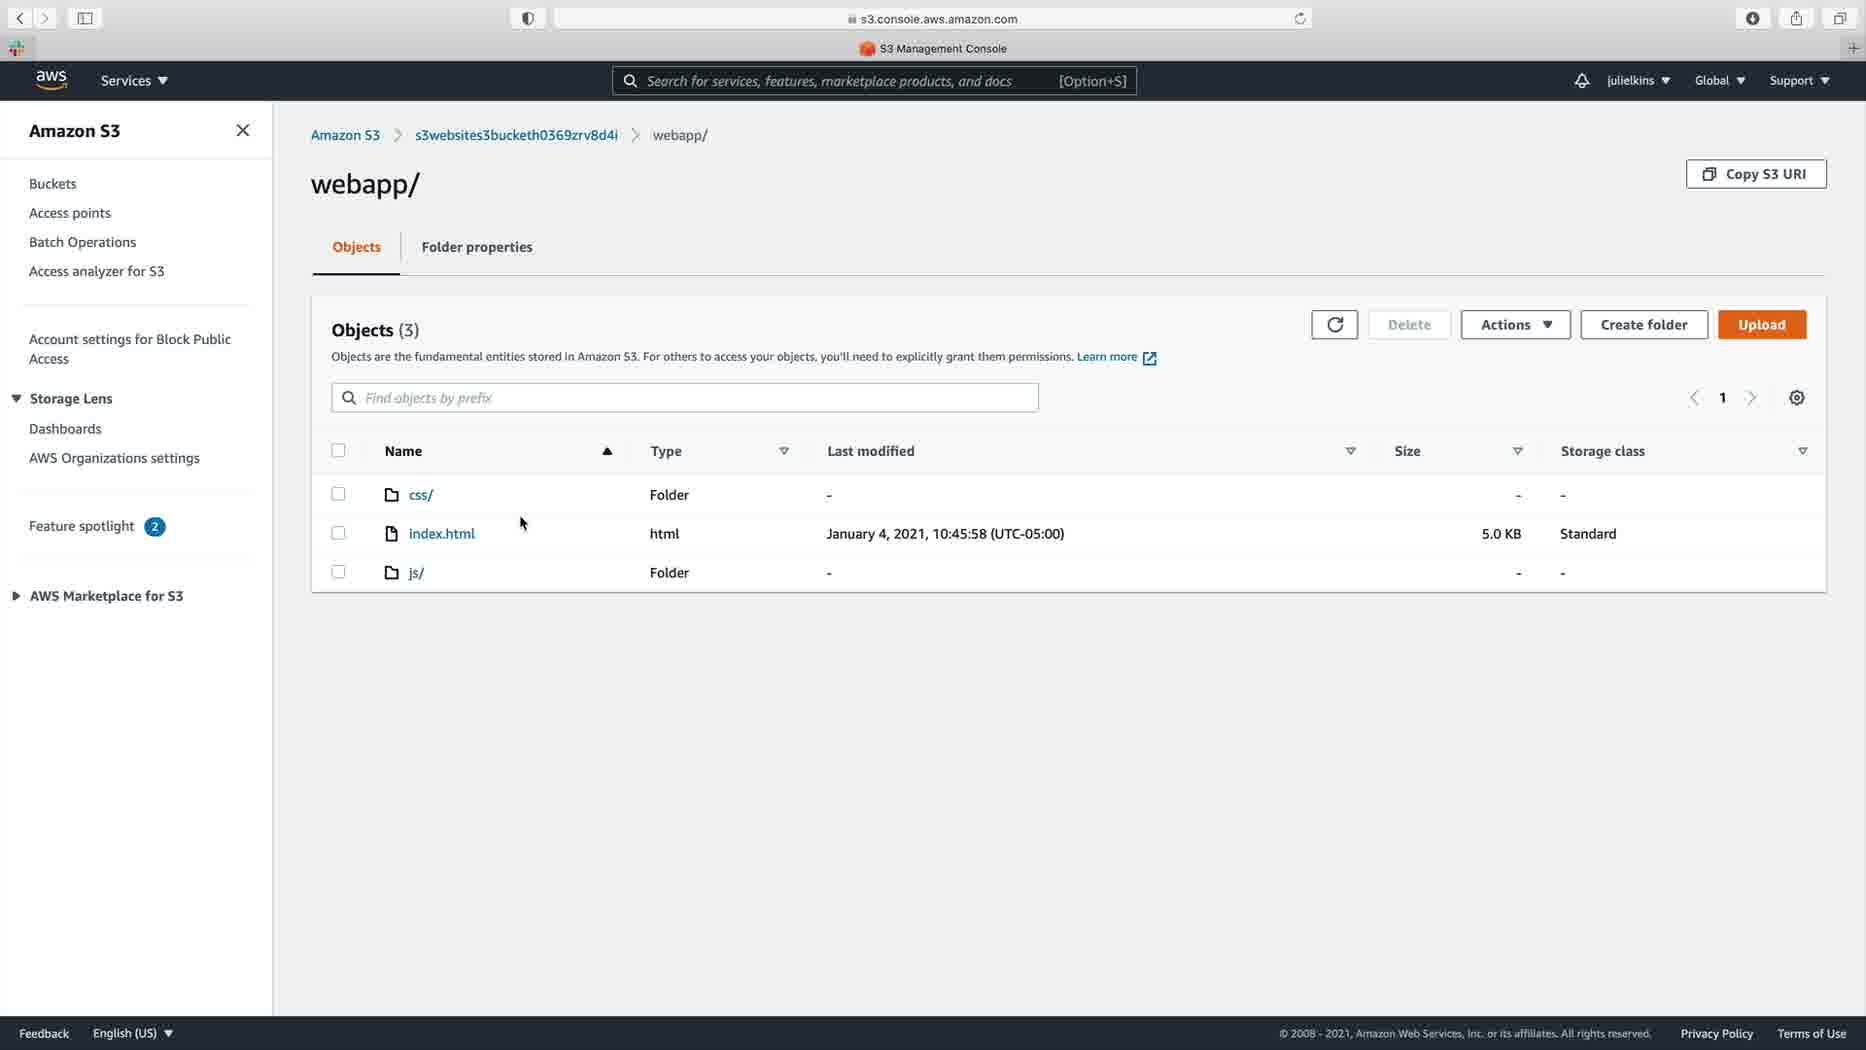 s3.console.aws.amazon.com
S3 Management Console
aws
Services
Search for services, features, marketplace products, and docs [Option+S]
julielkins
Global
Support
Amazon S3
Buckets
Access points
Batch Operations
Access analyzer for S3
Account settings for Block Public
Access
Storage Lens
Dashboards
AWS Organizations settings
Feature spotlight 2
AWS Marketplace for S3
Amazon S3 > s3websites3bucketh0369zrv8d4i > webapp/
webapp/
Copy S3 URI
Objects
Folder properties
Objects (3)
Delete
Actions
Create folder
Upload
Objects are the fundamental entities stored in Amazon S3. For others to access your objects, you'll need to explicitly grant them permissions. Learn more
Find objects by prefix
1
Name Type Last modified Size Storage class
css/ Folder - - -
index.html html January 4, 2021, 10:45:58 (UTC-05:00) 5.0 KB Standard
js/ Folder - - -
Feedback
English (US)
© 2008 - 2021, Amazon Web Services, Inc. or its affiliates. All rights reserved.
Privacy Policy
Terms of Use